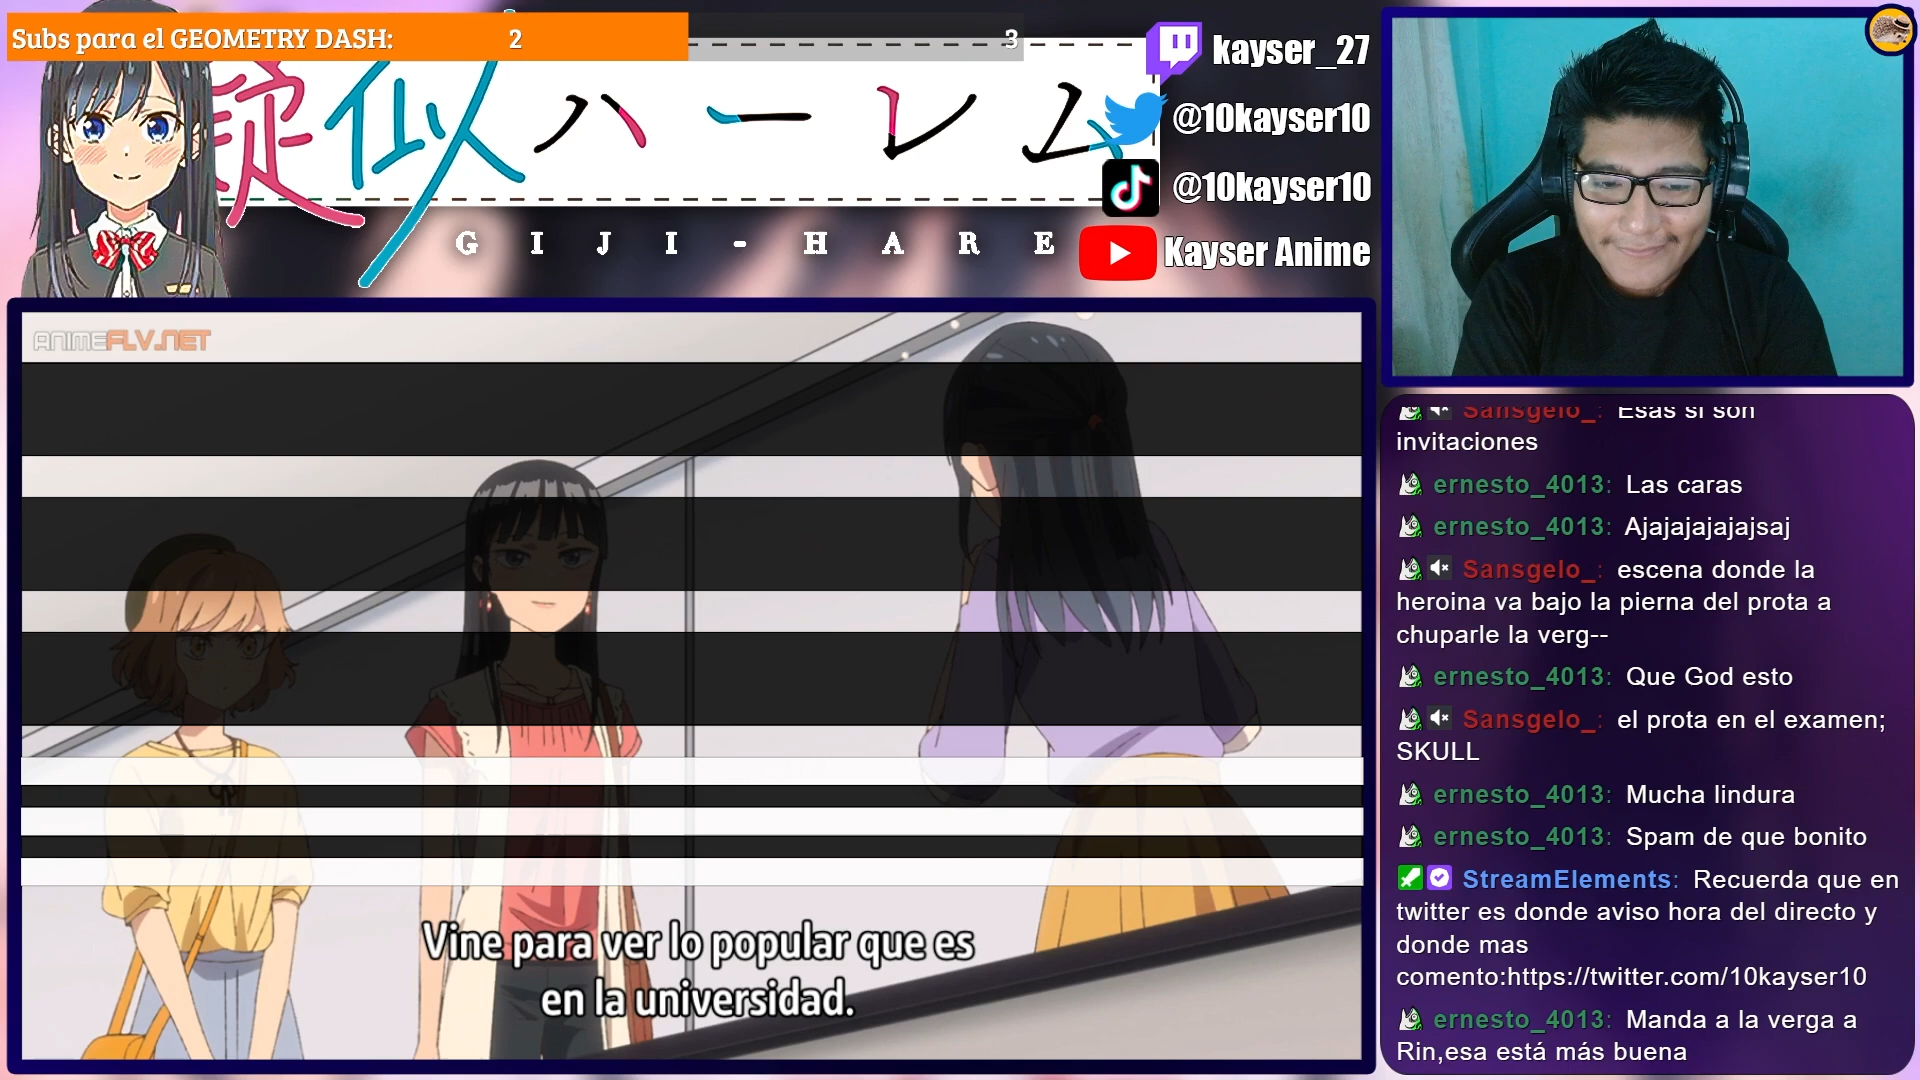 Subs para el GEOMETRY DASH: 2 3
疑似ハーレム
GIJI-HARE
kayser_27
@10kayser10
@10kayser10
Kayser Anime
ANIMEFLV.NET
Vine para ver lo popular que es
en la universidad.
Sansgelo_: Esas si son
invitaciones
ernesto_4013: Las caras
ernesto_4013: Ajajajajajajsaj
Sansgelo_: escena donde la
heroina va bajo la pierna del prota a
chuparle la verg--
ernesto_4013: Que God esto
Sansgelo_: el prota en el examen;
SKULL
ernesto_4013: Mucha lindura
ernesto_4013: Spam de que bonito
StreamElements: Recuerda que en
twitter es donde aviso hora del directo y
donde mas
comento:https://twitter.com/10kayser10
ernesto_4013: Manda a la verga a
Rin,esa está más buena